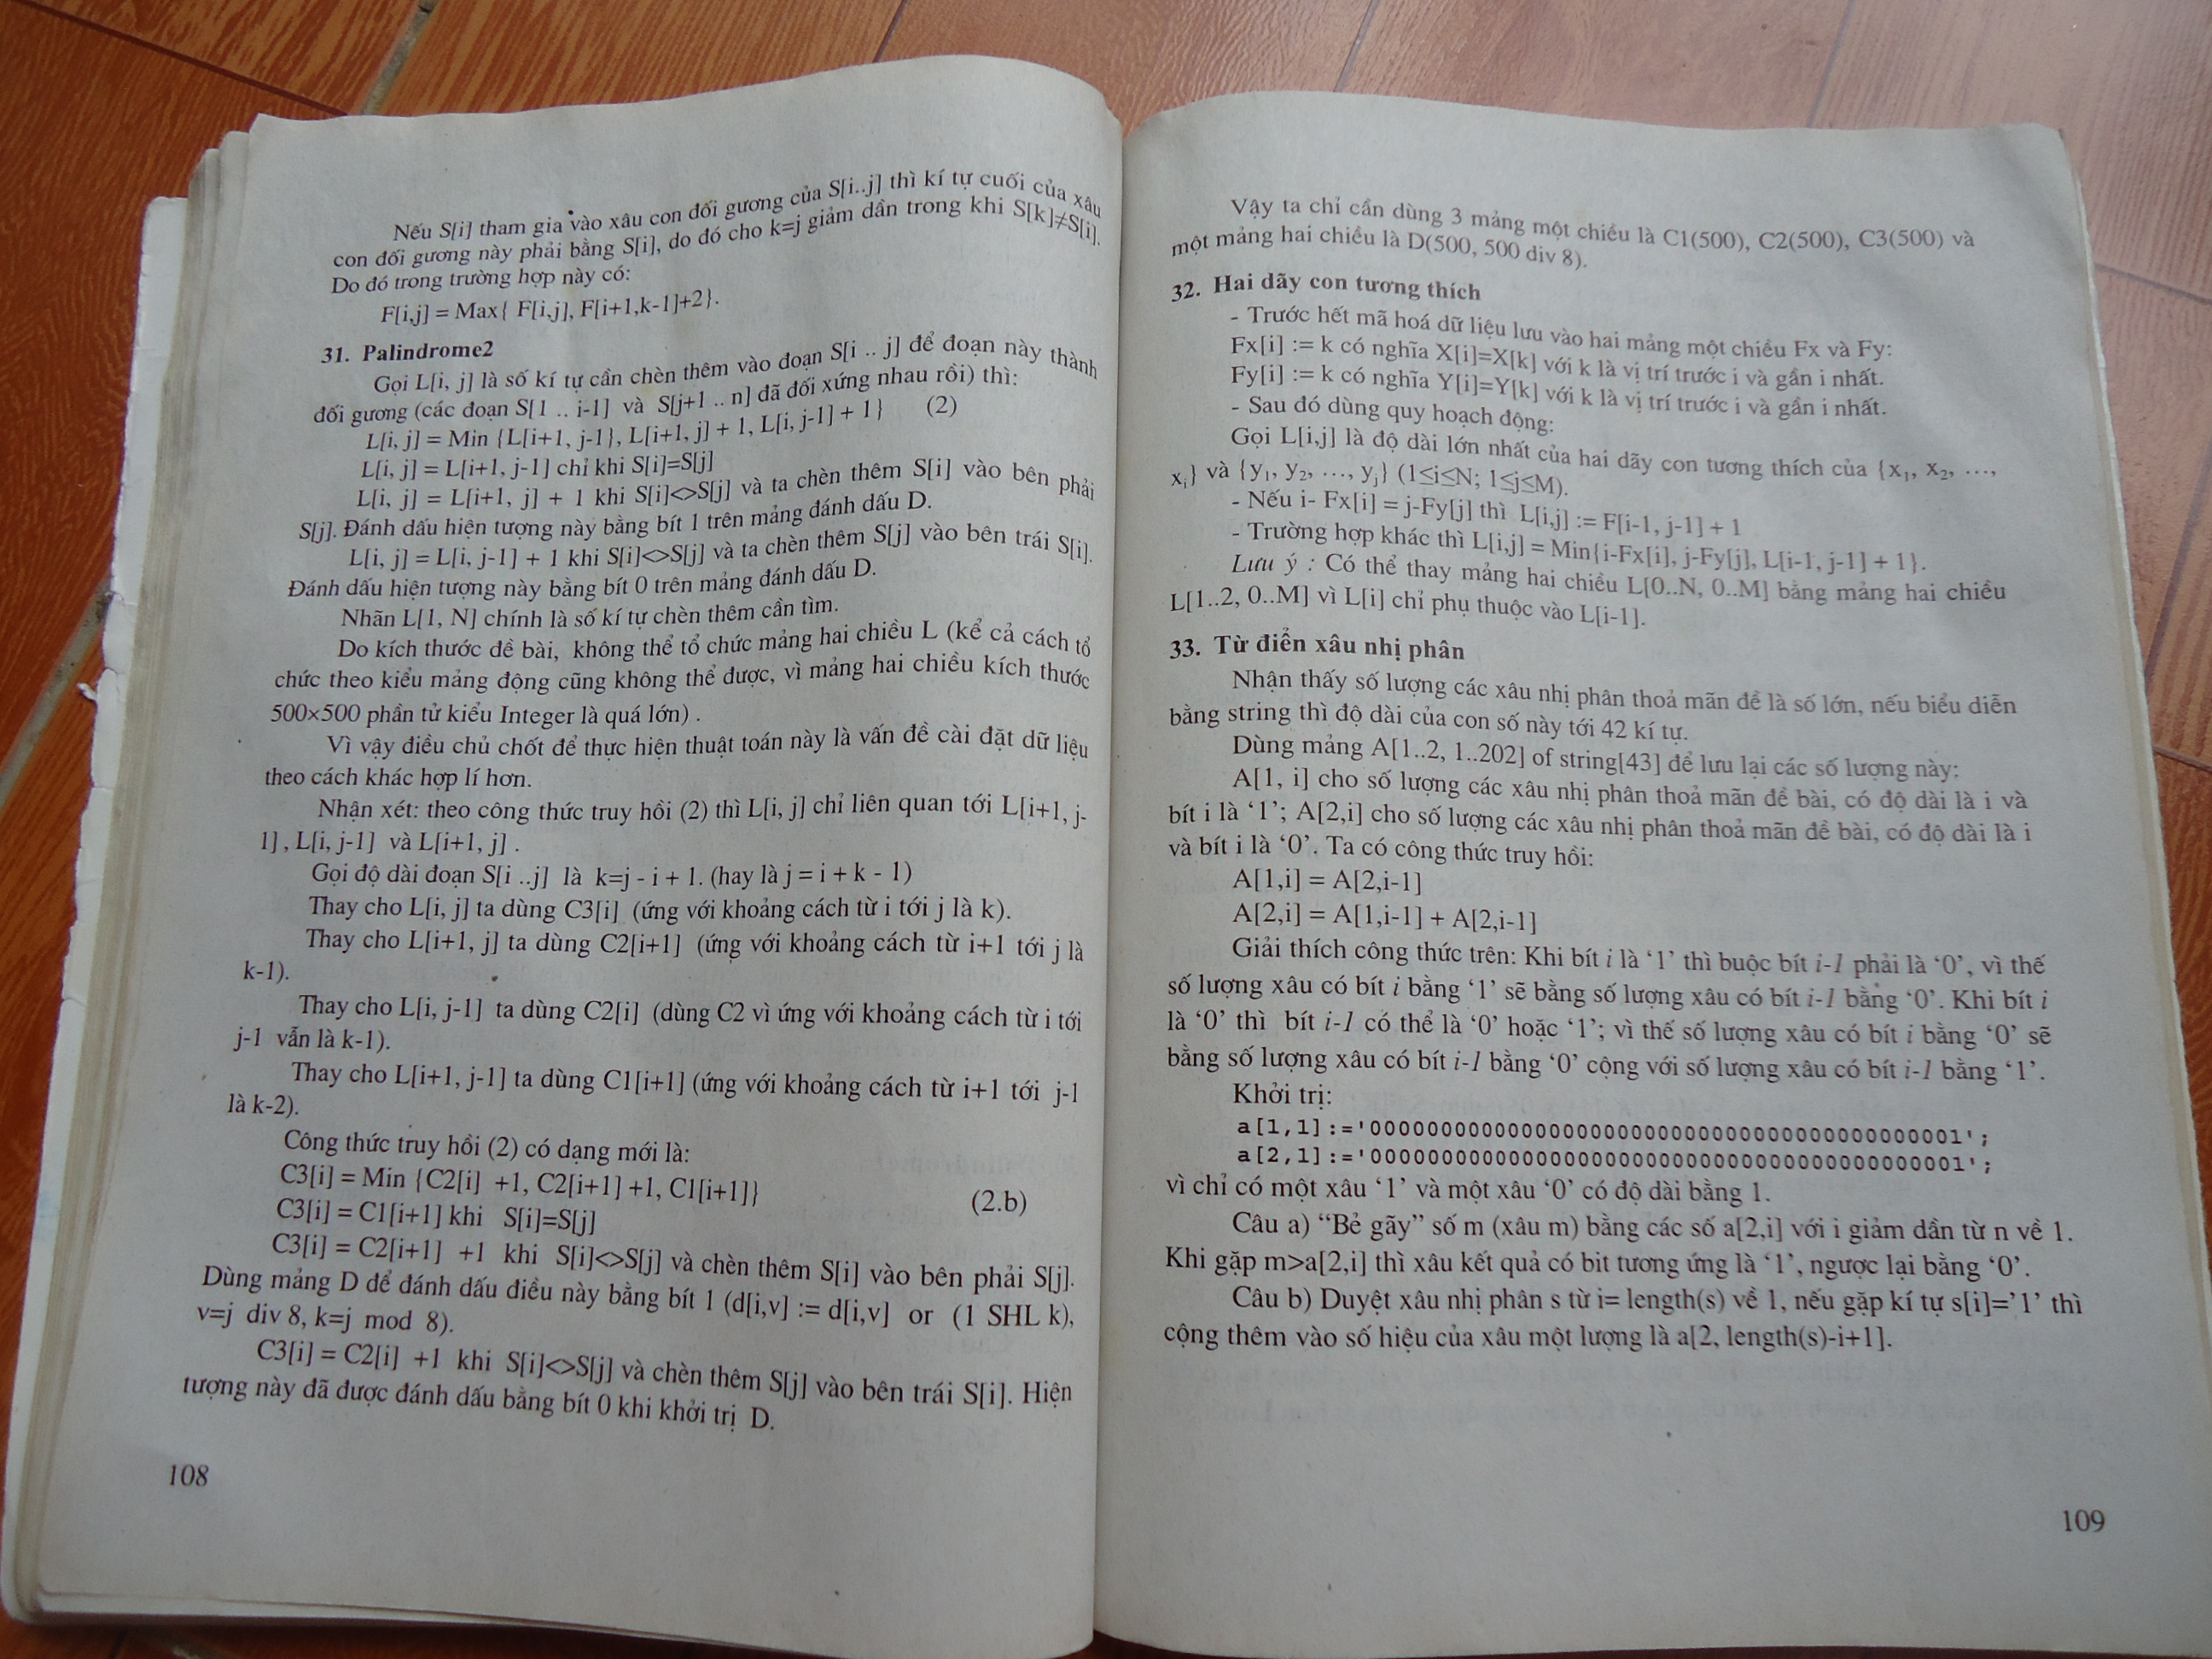 Nếu S[i] tham gia vào xâu con đối gương của S[i..j] thì kí tự cuối của xâu
con đối gương này phải bằng S[i], do đó cho k=j giảm dần trong khi S[k]≠S[i].
Do đó trong trường hợp này có:
F[i,j] = Max{ F[i,j], F[i+1,k-1]+2}.
31. Palindrome2
Gọi L[i, j] là số kí tự cần chèn thêm vào đoạn S[i .. j] để đoạn này thành
đối gương (các đoạn S[1 .. i-1] và S[j+1 .. n] đã đối xứng nhau rồi) thì:
L[i, j] = Min {L[i+1, j-1}, L[i+1, j] + 1, L[i, j-1] + 1} (2)
L[i, j] = L[i+1, j-1] chỉ khi S[i]=S[j]
L[i, j] = L[i+1, j] + 1 khi S[i]<>S[j] và ta chèn thêm S[i] vào bên phải
S[j]. Đánh dấu hiện tượng này bằng bít 1 trên mảng đánh dấu D.
L[i, j] = L[i, j-1] + 1 khi S[i]<>S[j] và ta chèn thêm S[j] vào bên trái S[i].
Đánh dấu hiện tượng này bằng bít 0 trên mảng đánh dấu D.
Nhãn L[1, N] chính là số kí tự chèn thêm cần tìm.
Do kích thước đề bài, không thể tổ chức mảng hai chiều L (kể cả cách tổ
chức theo kiểu mảng động cũng không thể được, vì mảng hai chiều kích thước
500×500 phần tử kiểu Integer là quá lớn) .
Vì vậy điều chủ chốt để thực hiện thuật toán này là vấn đề cài đặt dữ liệu
theo cách khác hợp lí hơn.
Nhận xét: theo công thức truy hồi (2) thì L[i, j] chỉ liên quan tới L[i+1, j-
1] , L[i, j-1] và L[i+1, j] .
Gọi độ dài đoạn S[i ..j] là k=j - i + 1. (hay là j = i + k - 1)
Thay cho L[i, j] ta dùng C3[i] (ứng với khoảng cách từ i tới j là k).
Thay cho L[i+1, j] ta dùng C2[i+1] (ứng với khoảng cách từ i+1 tới j là
k-1).
Thay cho L[i, j-1] ta dùng C2[i] (dùng C2 vì ứng với khoảng cách từ i tới
j-1 vẫn là k-1).
Thay cho L[i+1, j-1] ta dùng C1[i+1] (ứng với khoảng cách từ i+1 tới j-1
là k-2).
Công thức truy hồi (2) có dạng mới là:
C3[i] = Min {C2[i] +1, C2[i+1] +1, C1[i+1]} (2.b)
C3[i] = C1[i+1] khi S[i]=S[j]
C3[i] = C2[i+1] +1 khi S[i]<>S[j] và chèn thêm S[i] vào bên phải S[j].
Dùng mảng D để đánh dấu điều này bằng bít 1 (d[i,v] := d[i,v] or (1 SHL k),
v=j div 8, k=j mod 8).
C3[i] = C2[i] +1 khi S[i]<>S[j] và chèn thêm S[j] vào bên trái S[i]. Hiện
tượng này đã được đánh dấu bằng bít 0 khi khởi trị D.
108
Vậy ta chỉ cần dùng 3 mảng một chiều là C1(500), C2(500), C3(500) và
một mảng hai chiều là D(500, 500 div 8).
32. Hai dãy con tương thích
- Trước hết mã hoá dữ liệu lưu vào hai mảng một chiều Fx và Fy:
Fx[i] := k có nghĩa X[i]=X[k] với k là vị trí trước i và gần i nhất.
Fy[i] := k có nghĩa Y[i]=Y[k] với k là vị trí trước i và gần i nhất.
- Sau đó dùng quy hoạch động:
Gọi L[i,j] là độ dài lớn nhất của hai dãy con tương thích của {x₁, x₂, …,
xᵢ} và {y₁, y₂, …, yⱼ} (1≤i≤N; 1≤j≤M).
- Nếu i- Fx[i] = j-Fy[j] thì L[i,j] := F[i-1, j-1] + 1
- Trường hợp khác thì L[i,j] = Min{i-Fx[i], j-Fy[j], L[i-1, j-1] + 1}.
Lưu ý : Có thể thay mảng hai chiều L[0..N, 0..M] bằng mảng hai chiều
L[1..2, 0..M] vì L[i] chỉ phụ thuộc vào L[i-1].
33. Từ điển xâu nhị phân
Nhận thấy số lượng các xâu nhị phân thoả mãn đề là số lớn, nếu biểu diễn
bằng string thì độ dài của con số này tới 42 kí tự.
Dùng mảng A[1..2, 1..202] of string[43] để lưu lại các số lượng này:
A[1, i] cho số lượng các xâu nhị phân thoả mãn đề bài, có độ dài là i và
bít i là ‘1’; A[2,i] cho số lượng các xâu nhị phân thoả mãn đề bài, có độ dài là i
và bít i là ‘0’. Ta có công thức truy hồi:
A[1,i] = A[2,i-1]
A[2,i] = A[1,i-1] + A[2,i-1]
Giải thích công thức trên: Khi bít i là ‘1’ thì buộc bít i-1 phải là ‘0’, vì thế
số lượng xâu có bít i bằng ‘1’ sẽ bằng số lượng xâu có bít i-1 bằng ‘0’. Khi bít i
là ‘0’ thì bít i-1 có thể là ‘0’ hoặc ‘1’; vì thế số lượng xâu có bít i bằng ‘0’ sẽ
bằng số lượng xâu có bít i-1 bằng ‘0’ cộng với số lượng xâu có bít i-1 bằng ‘1’.
Khởi trị:
a[1,1]:='0000000000000000000000000000000000000000001';
a[2,1]:='0000000000000000000000000000000000000000001';
vì chỉ có một xâu ‘1’ và một xâu ‘0’ có độ dài bằng 1.
Câu a) “Bẻ gãy” số m (xâu m) bằng các số a[2,i] với i giảm dần từ n về 1.
Khi gặp m>a[2,i] thì xâu kết quả có bit tương ứng là ‘1’, ngược lại bằng ‘0’.
Câu b) Duyệt xâu nhị phân s từ i= length(s) về 1, nếu gặp kí tự s[i]=’1’ thì
cộng thêm vào số hiệu của xâu một lượng là a[2, length(s)-i+1].
109